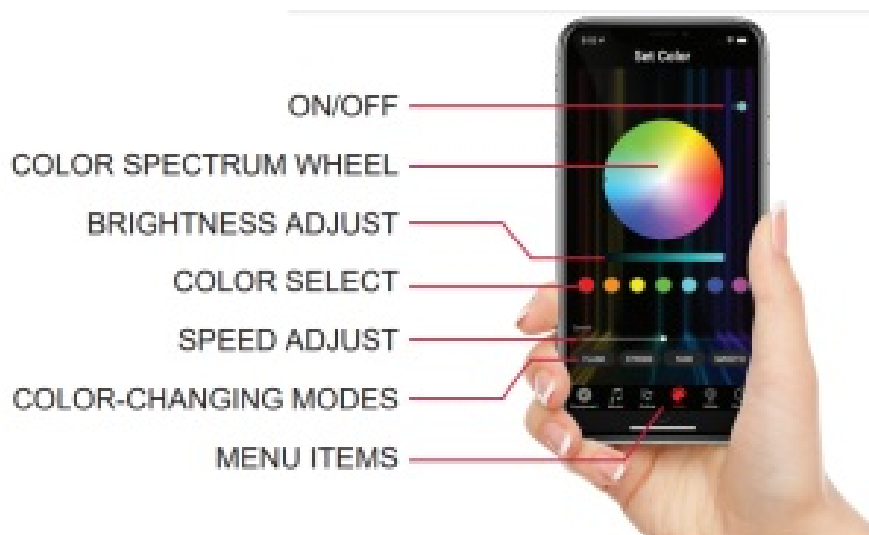 Set Color
ON/OFF
COLOR SPECTRUM WHEEL
BRIGHTNESS ADJUST
COLOR SELECT
SPEED ADJUST
COLOR-CHANGING MODES
MENU ITEMS